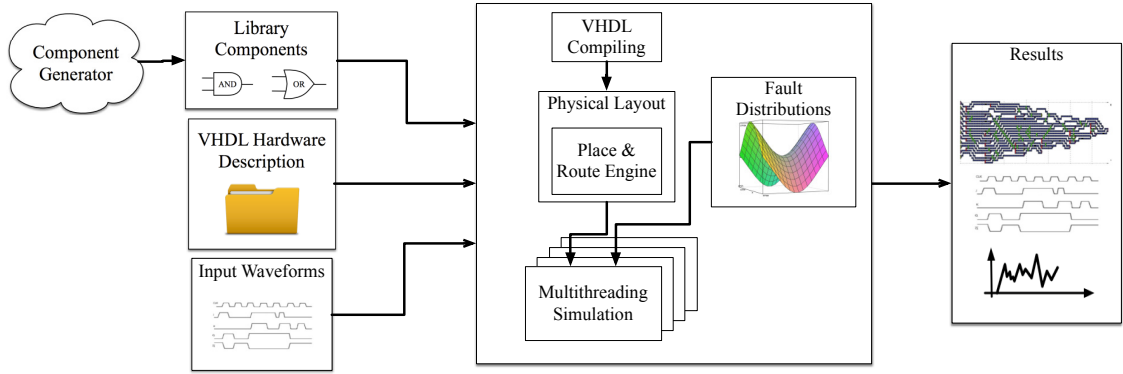 Component
Generator
Library
Components
AND
OR
VHDL Hardware
Description
Input Waveforms
VHDL
Compiling
Physical Layout
Place &
Route Engine
Fault
Distributions
Multithreading
Simulation
Results